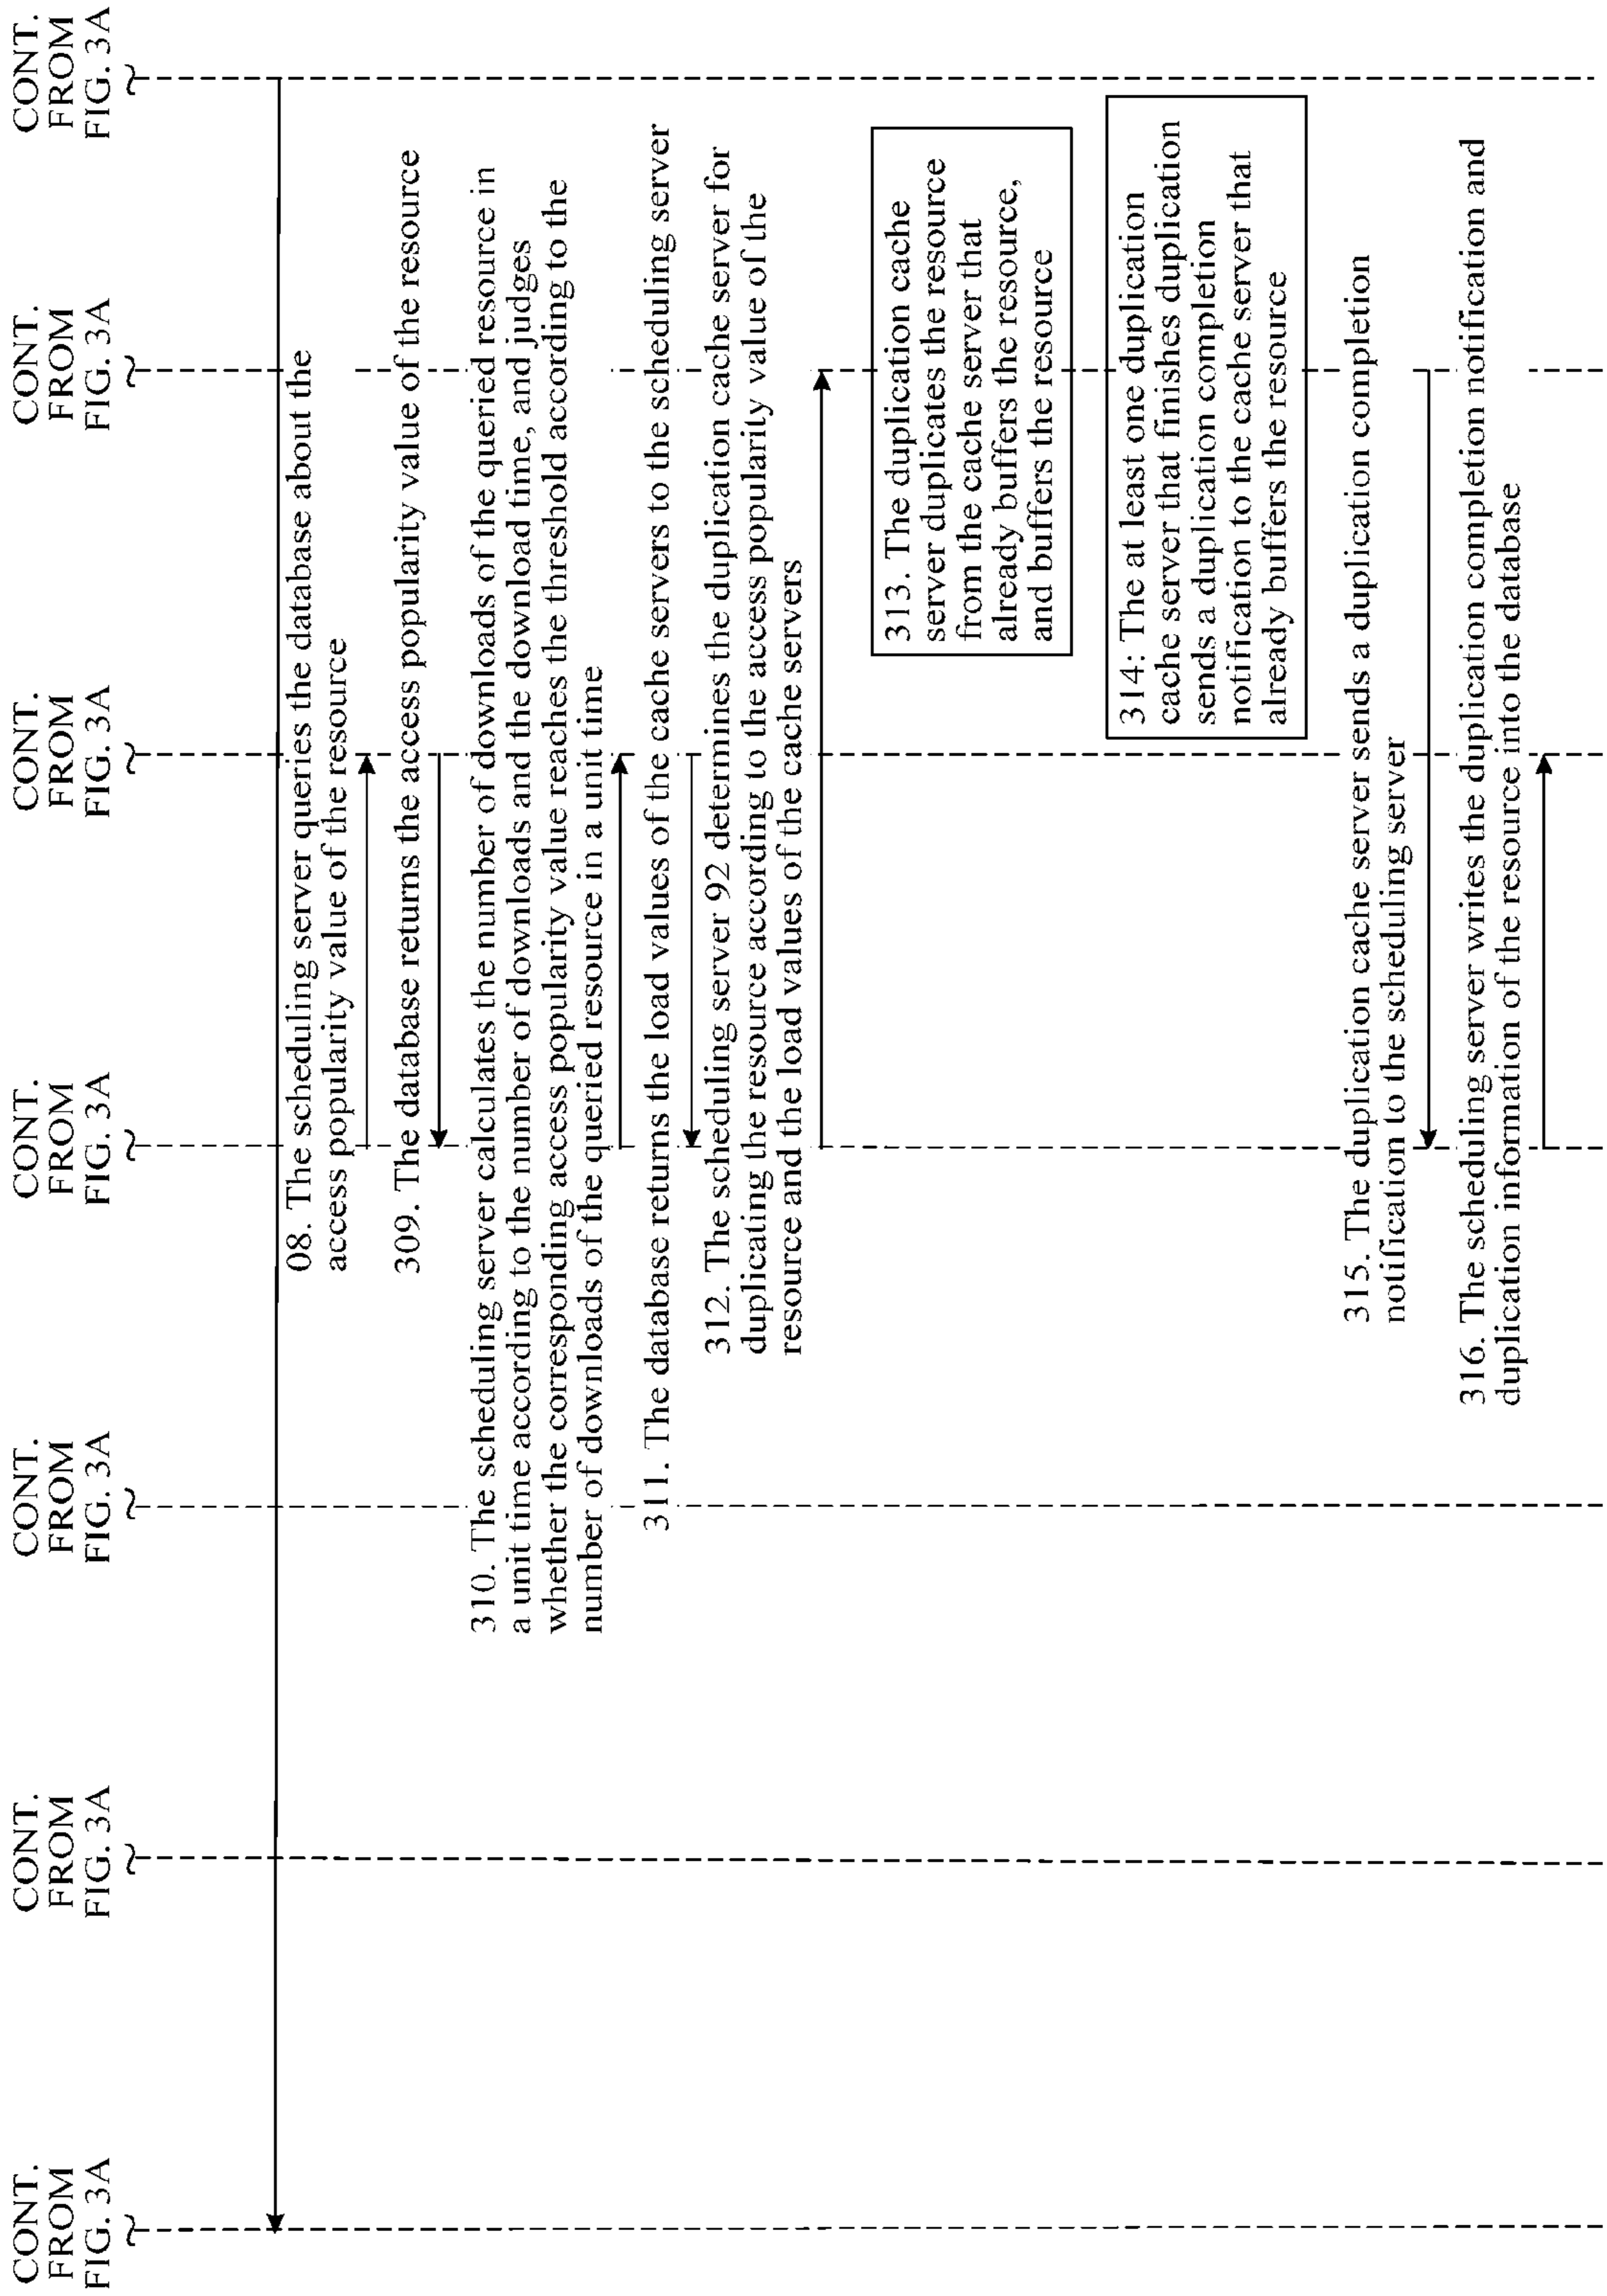 CONT.
FROM
FIG. 3A
CONT.
FROM
FIG. 3A
CONT.
FROM
FIG. 3A
CONT.
FROM
FIG. 3A
CONT.
FROM
FIG. 3A
CONT.
FROM
FIG. 3A
CONT.
FROM
FIG. 3A
08. The scheduling server queries the database about the
access popularity value of the resource
309. The database returns the access popularity value of the resource
310. The scheduling server calculates the number of downloads of the queried resource in
a unit time according to the number of downloads and the download time, and judges
whether the corresponding access popularity value reaches the threshold according to the
number of downloads of the queried resource in a unit time
311. The database returns the load values of the cache servers to the scheduling server
312. The scheduling server 92 determines the duplication cache server for
duplicating the resource according to the access popularity value of the
resource and the load values of the cache servers
313. The duplication cache
server duplicates the resource
from the cache server that
already buffers the resource,
and buffers the resource
314: The at least one duplication
cache server that finishes duplication
sends a duplication completion
notification to the cache server that
already buffers the resource
315. The duplication cache server sends a duplication completion
notification to the scheduling server
316. The scheduling server writes the duplication completion notification and
duplication information of the resource into the database